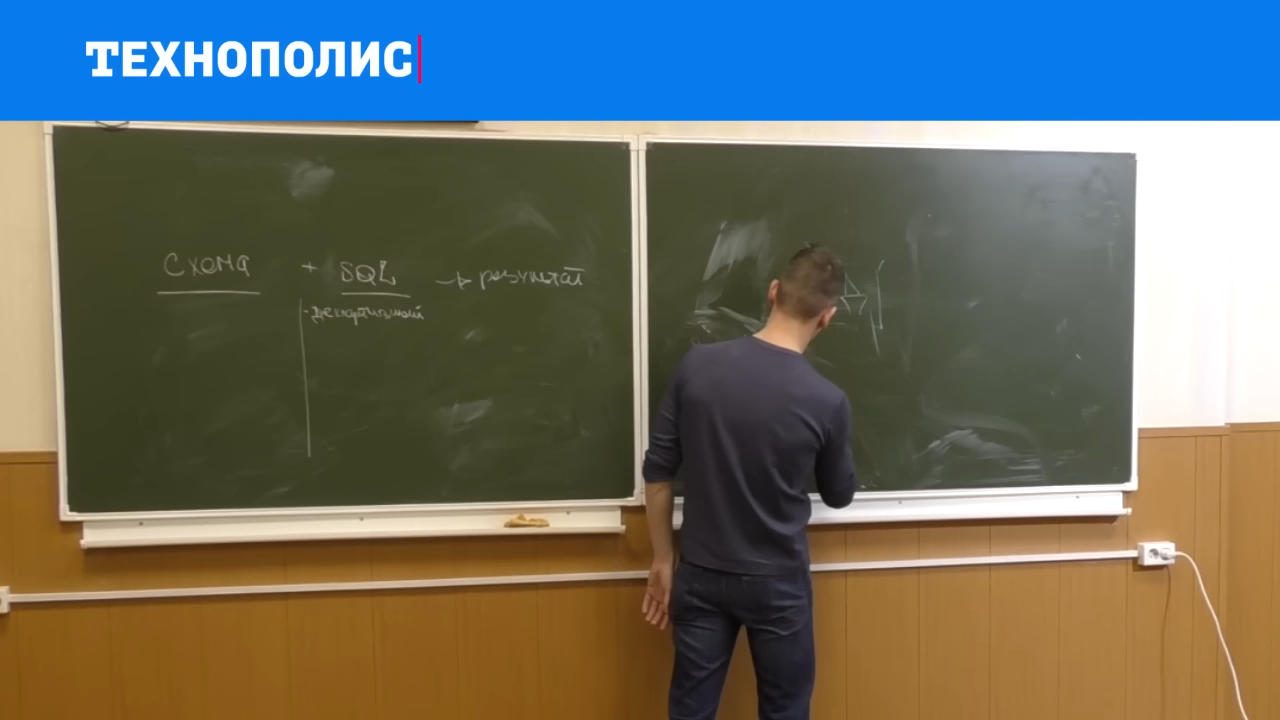 ТЕХНОПОЛИС
Схема + SQL → результат
- декларативный